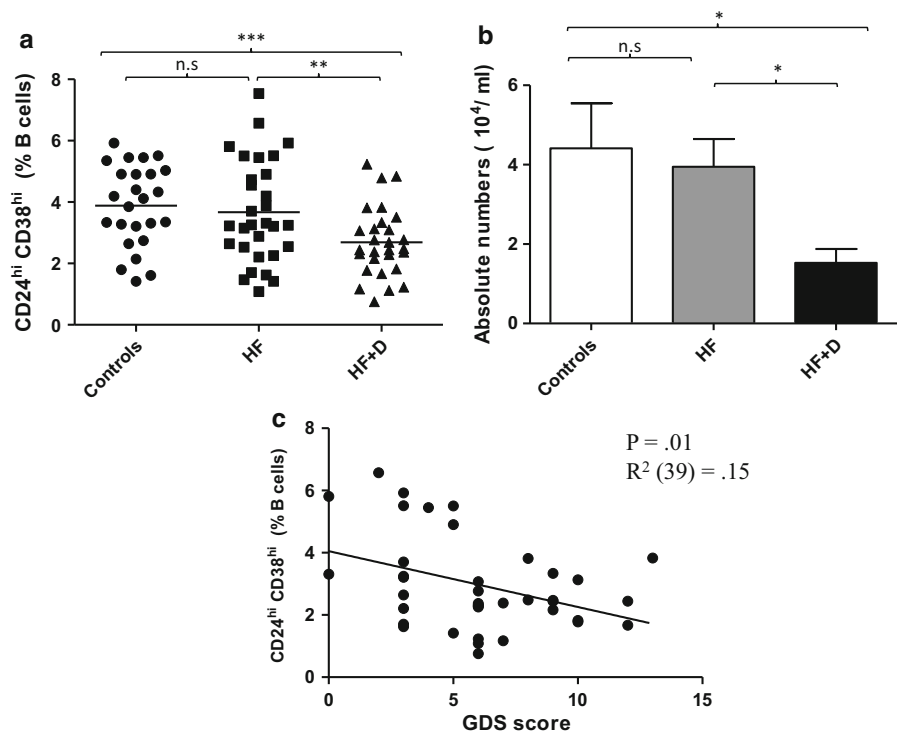 a
***
n.s
**
CD24hi CD38hi (% B cells)
8
6
4
2
0
Controls
HF
HF+D
b
*
n.s
*
Absolute numbers ( 10^4/ ml)
6
4
2
0
Controls
HF
HF+D
c
CD24hi CD38hi (% B cells)
8
6
4
2
0
P = .01
R² (39) = .15
0
5
10
15
GDS score